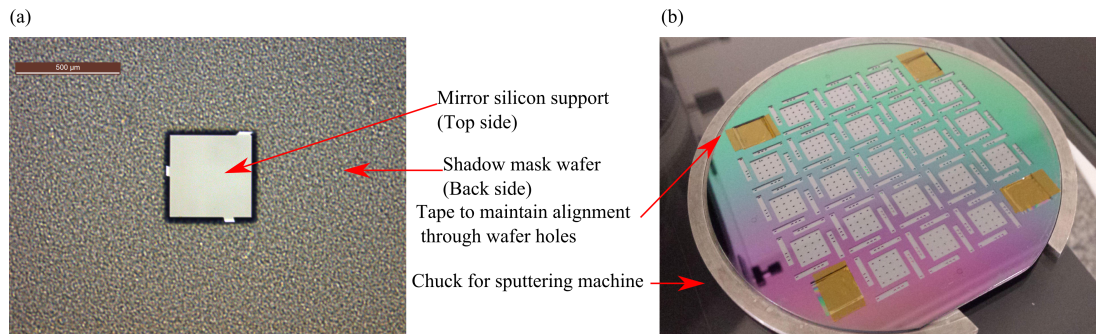 (a)
(b)
500 µm
Mirror silicon support
(Top side)
Shadow mask wafer
(Back side)
Tape to maintain alignment
through wafer holes
Chuck for sputtering machine